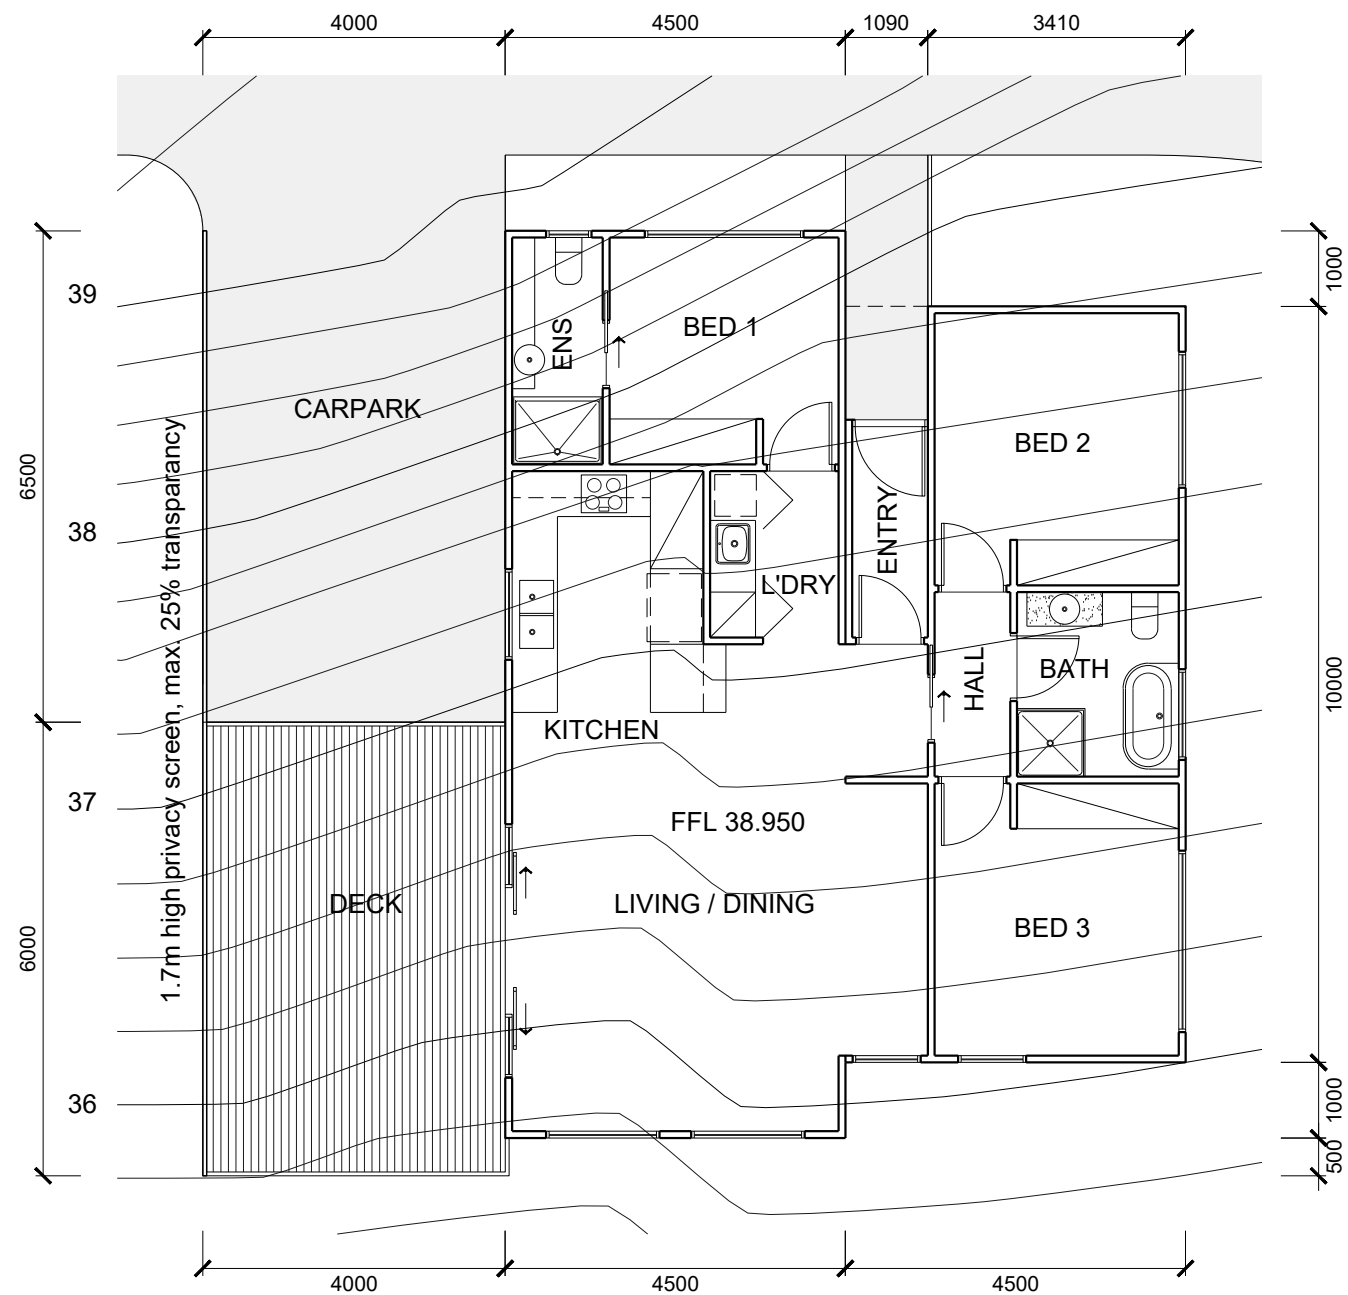 4000
4500
1090
3410
39
38
37
36
6500
6000
1.7m high privacy screen, max. 25% transparancy
CARPARK
DECK
ENS
BED 1
BED 2
ENTRY
L'DRY
HALL
BATH
KITCHEN
FFL 38.950
LIVING / DINING
BED 3
1000
10000
1000
500
4000
4500
4500